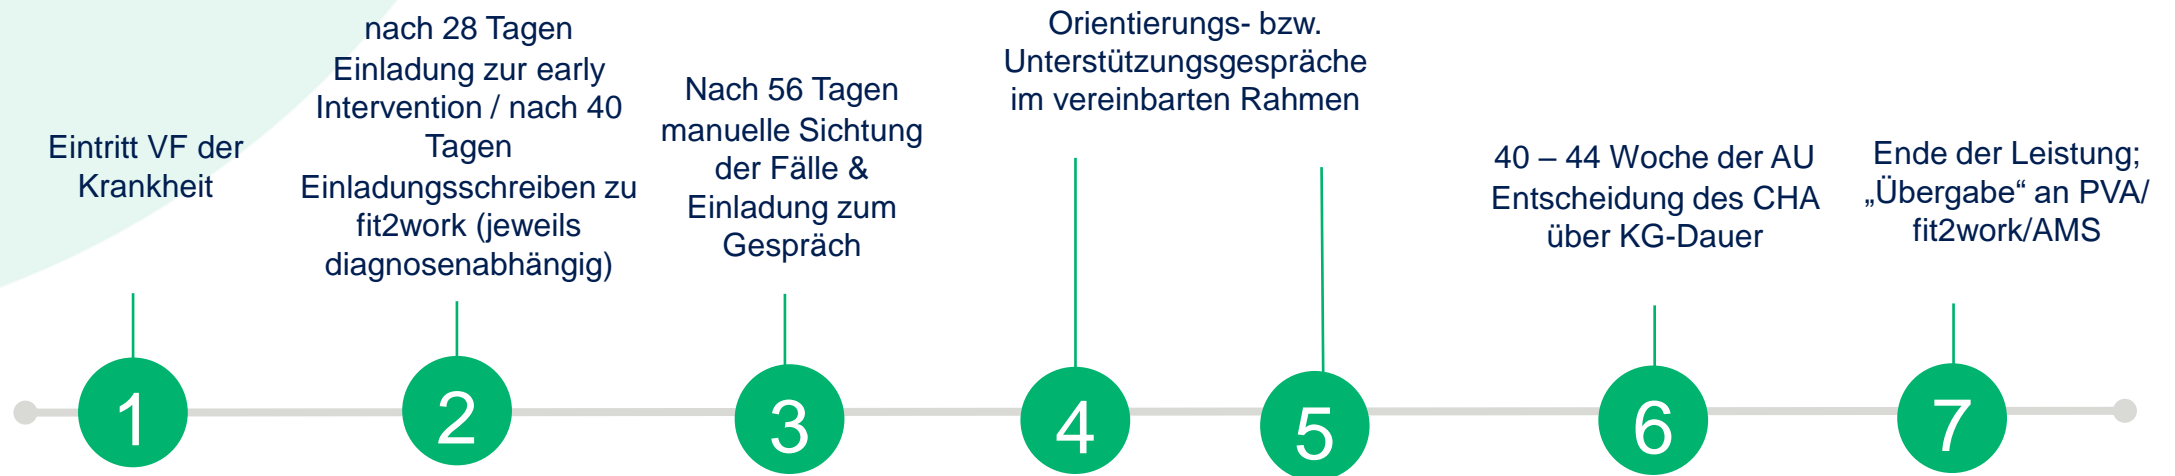 Eintritt VF der
Krankheit
nach 28 Tagen
Einladung zur early
Intervention / nach 40
Tagen
Einladungsschreiben zu
fit2work (jeweils
diagnosenabhängig)
Nach 56 Tagen
manuelle Sichtung
der Fälle &
Einladung zum
Gespräch
Orientierungs- bzw.
Unterstützungsgespräche
im vereinbarten Rahmen
40 – 44 Woche der AU
Entscheidung des CHA
über KG-Dauer
Ende der Leistung;
„Übergabe“ an PVA/
fit2work/AMS
1
2
3
4
5
6
7